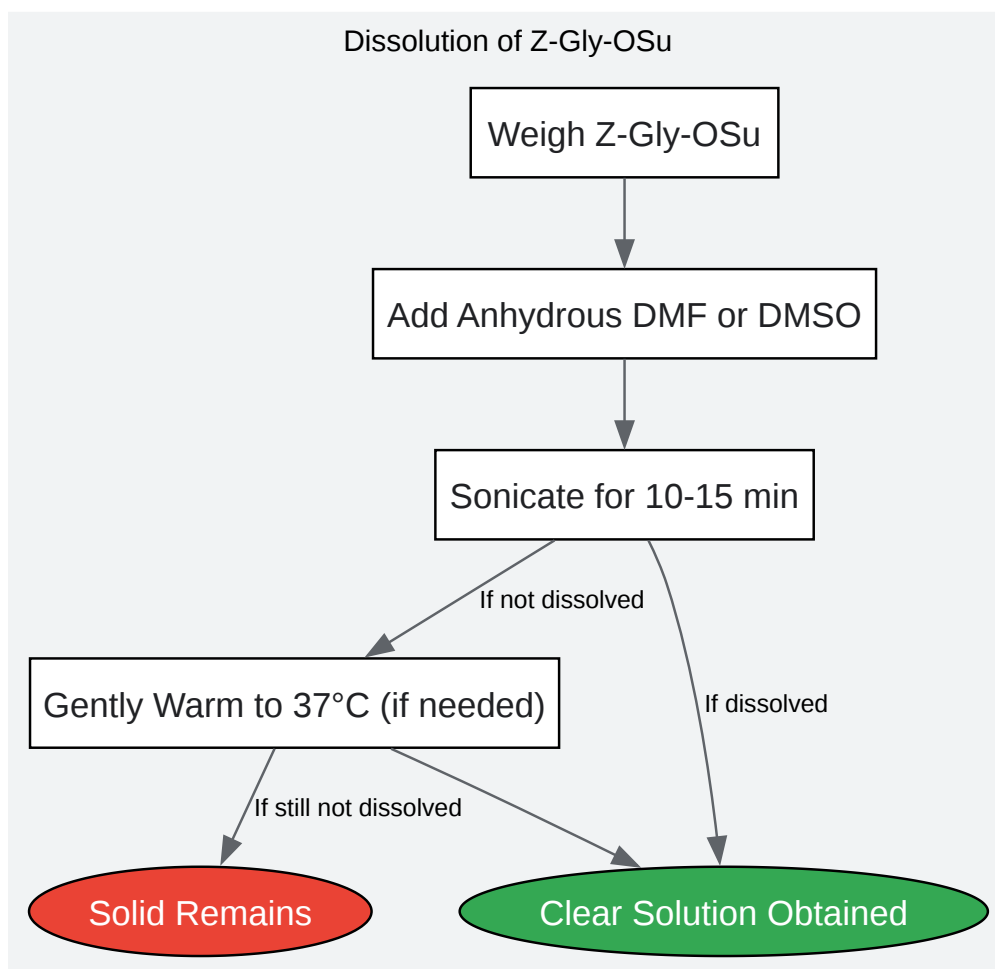 Dissolution of Z-Gly-OSu
Weigh Z-Gly-OSu
Add Anhydrous DMF or DMSO
Sonicate for 10-15 min
If not dissolved
Gently Warm to 37°C (if needed)
If dissolved
If still not dissolved
Solid Remains
Clear Solution Obtained